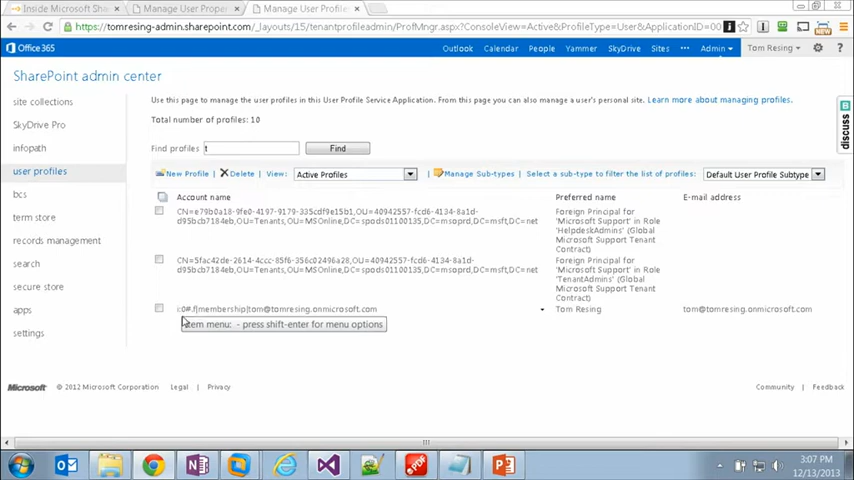 Inside Microsoft Sha
Manage User Proper
Manage User Profile
https://tomresing-admin.sharepoint.com/_layouts/15/tenantprofileadmin/ProfMngr.aspx?ConsoleView=Active&ProfileType=User&ApplicationID=00
Office 365
Outlook Calendar People Yammer SkyDrive Sites ••• Admin Tom Resing ?
SharePoint admin center
site collections
SkyDrive Pro
infopath
user profiles
bcs
term store
records management
search
secure store
apps
settings
Use this page to manage the user profiles in this User Profile Service Application. From this page you can also manage a user's personal site. Learn more about managing profiles.
Total number of profiles: 10
Find profiles t Find
New Profile Delete View: Active Profiles Manage Sub-types Select a sub-type to filter the list of profiles: Default User Profile Subtype
Account name Preferred name E-mail address
CN=e79b0a18-9fe0-4197-9179-335cdf9e15b1,OU=40942557-fcd6-4134-8a1d-
d95bcb7184eb,OU=Tenants,OU=MSOnline,DC=spods01100135,DC=msft,DC=net
Foreign Principal for
'Microsoft Support' in Role
'HelpdeskAdmins' (Global
Microsoft Support Tenant
Contract)
CN=5fac42de-2614-4ccc-85f6-356c02496a28,OU=40942557-fcd6-4134-8a1d-
d95bcb7184eb,OU=Tenants,OU=MSOnline,DC=spods01100135,DC=msft,DC=net
Foreign Principal for
'Microsoft Support' in Role
'TenantAdmins' (Global
Microsoft Support Tenant
Contract)
i:0#.f|membership|tom@tomresing.onmicrosoft.com Tom Resing tom@tomresing.onmicrosoft.com
Item menu: - press shift-enter for menu options
discuss
Microsoft © 2012 Microsoft Corporation Legal Privacy Community Feedback
3:07 PM
12/13/2013